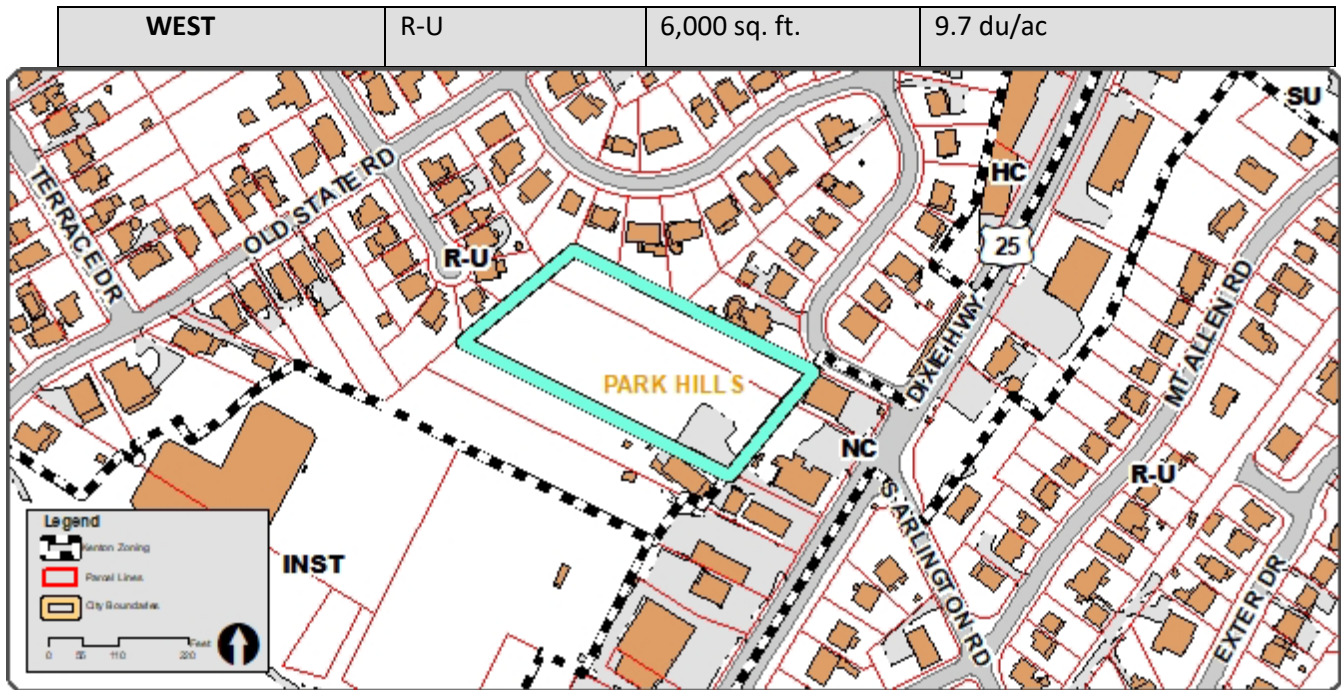 WEST R-U 6,000 sq. ft. 9.7 du/ac
SU
TERRACE DR
OLD STATE RD
HC
25
R-U
DIXIE HWY
MT ALLEN RD
PARK HILLS
NC
R-U
S ARLINGTON RD
EXTER DR
INST
Legend
Kenton Zoning
Parcel Lines
City Boundaries
0 55 110 220 Feet